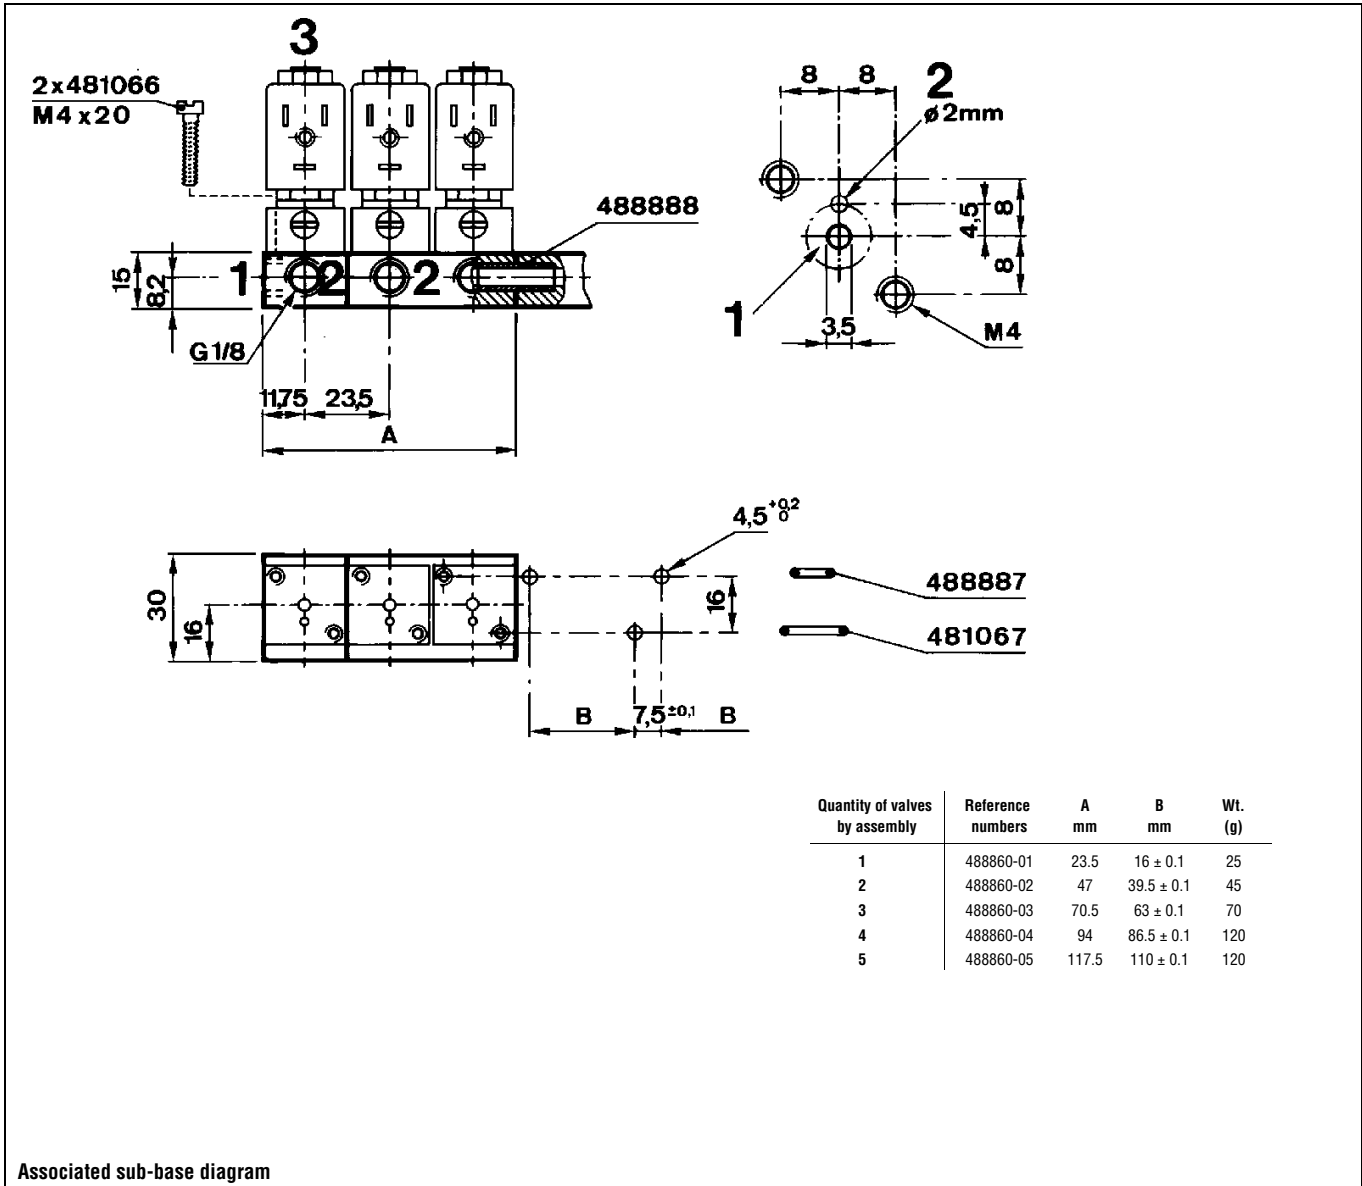 3
2x481066
M4x20
488888
15
8,2
1
2
2
G1/8
11,75
23,5
A
8
8
2
ø2mm
4,5
8
8
1
3,5
M4
30
16
4,5 +0,2 0
16
B
7,5 ±0,1
B
488887
481067
Quantity of valves by assembly Reference numbers A mm B mm Wt. (g)
1 488860-01 23.5 16 ± 0.1 25
2 488860-02 47 39.5 ± 0.1 45
3 488860-03 70.5 63 ± 0.1 70
4 488860-04 94 86.5 ± 0.1 120
5 488860-05 117.5 110 ± 0.1 120
Associated sub-base diagram